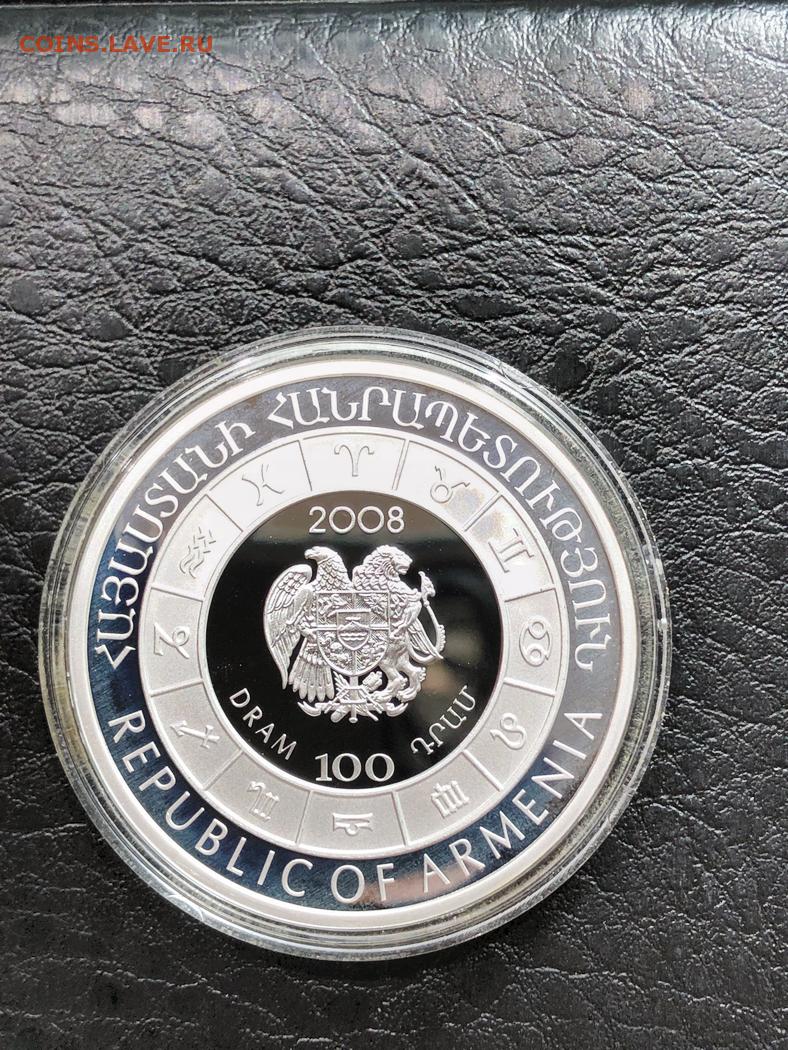 COINS.LAVE.RU
ՀԱՅԱՍՏԱՆԻ ՀԱՆՐԱՊԵՏՈՒԹՅՈՒՆ
2008
DRAM 100 ԴՐԱՄ
REPUBLIC OF ARMENIA